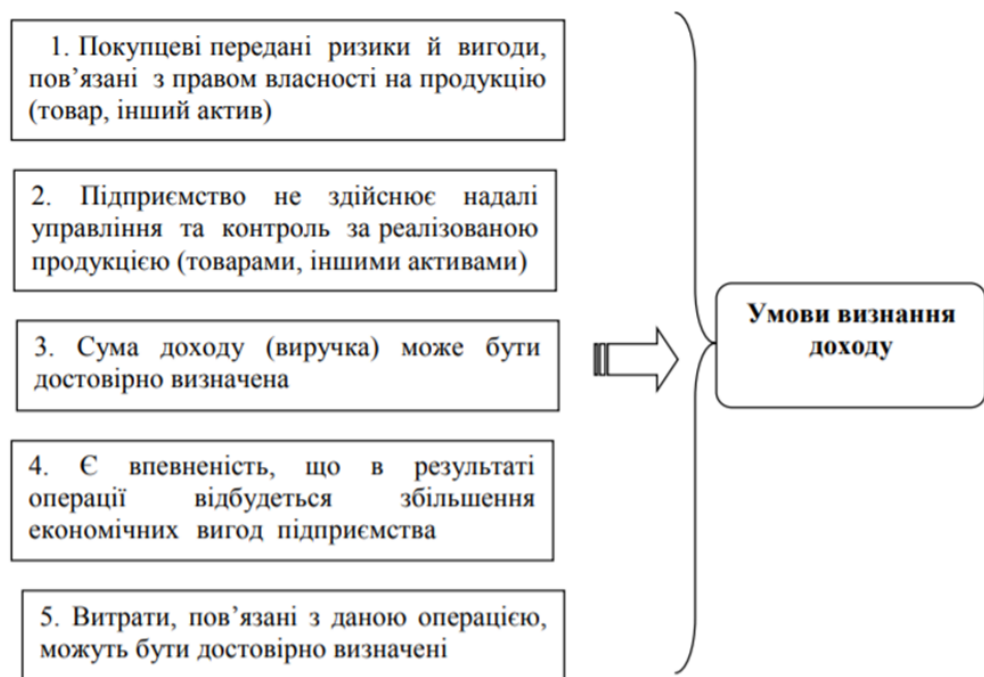 1. Покупцеві передані ризики й вигоди,
пов’язані з правом власності на продукцію
(товар, інший актив)
2. Підприємство не здійснює надалі
управління та контроль за реалізованою
продукцією (товарами, іншими активами)
3. Сума доходу (виручка) може бути
достовірно визначена
4. Є впевненість, що в результаті
операції відбудеться збільшення
економічних вигод підприємства
5. Витрати, пов’язані з даною операцією,
можуть бути достовірно визначені
Умови визнання
доходу